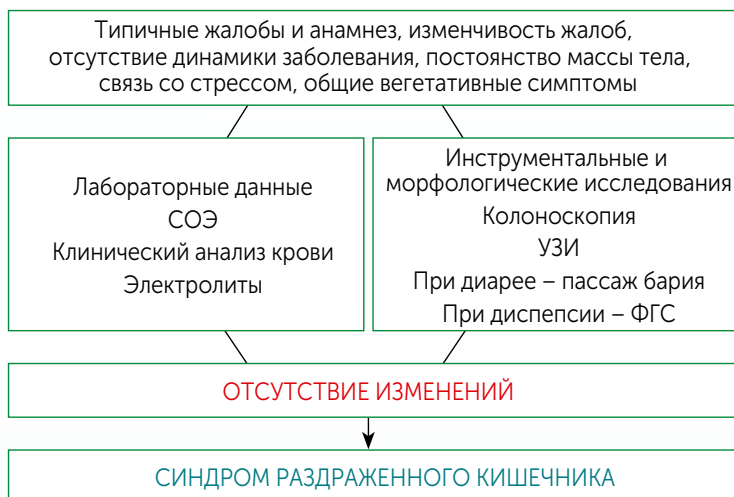 Типичные жалобы и анамнез, изменчивость жалоб,
отсутствие динамики заболевания, постоянство массы тела,
связь со стрессом, общие вегетативные симптомы
Лабораторные данные
СОЭ
Клинический анализ крови
Электролиты
Инструментальные и
морфологические исследования
Колоноскопия
УЗИ
При диарее – пассаж бария
При диспепсии – ФГС
ОТСУТСТВИЕ ИЗМЕНЕНИЙ
СИНДРОМ РАЗДРАЖЕННОГО КИШЕЧНИКА